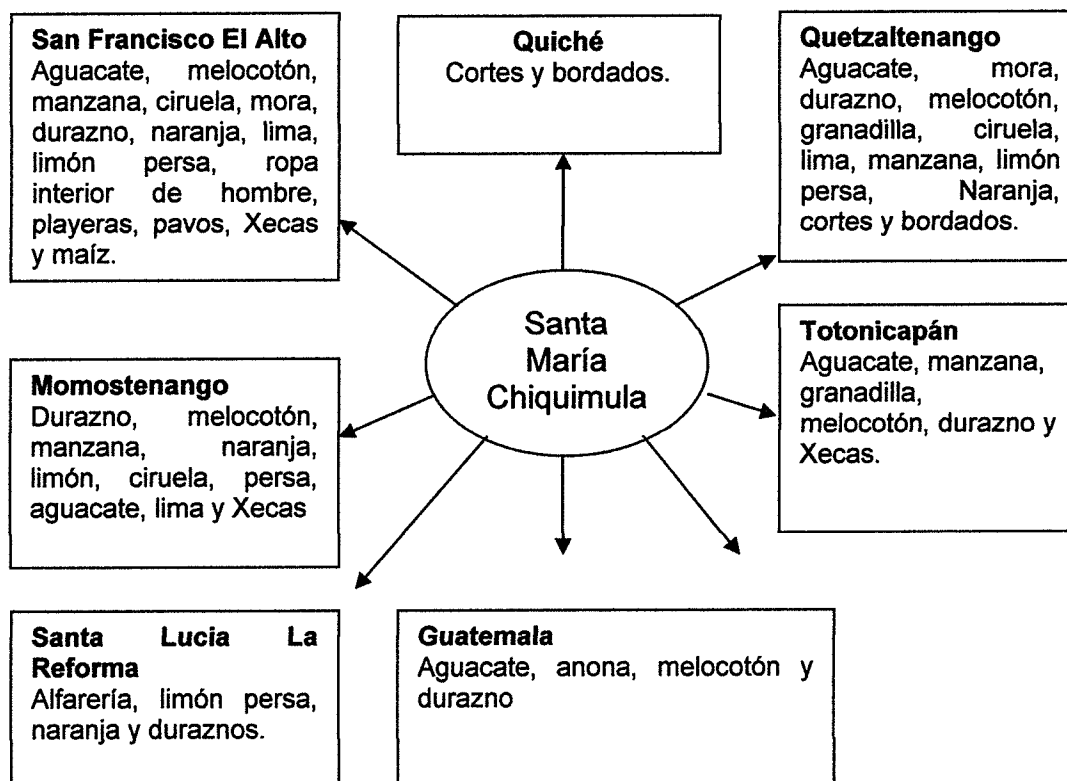 San Francisco El Alto
Aguacate, melocotón,
manzana, ciruela, mora,
durazno, naranja, lima,
limón persa, ropa
interior de hombre,
playeras, pavos, Xecas
y maíz.
Quiché
Cortes y bordados.
Quetzaltenango
Aguacate, mora,
durazno, melocotón,
granadilla, ciruela,
lima, manzana, limón
persa, Naranja,
cortes y bordados.
Santa
María
Chiquimula
Momostenango
Durazno, melocotón,
manzana, naranja,
limón, ciruela, persa,
aguacate, lima y Xecas
Totonicapán
Aguacate, manzana,
granadilla,
melocotón, durazno y
Xecas.
Santa Lucia La
Reforma
Alfarería, limón persa,
naranja y duraznos.
Guatemala
Aguacate, anona, melocotón y
durazno